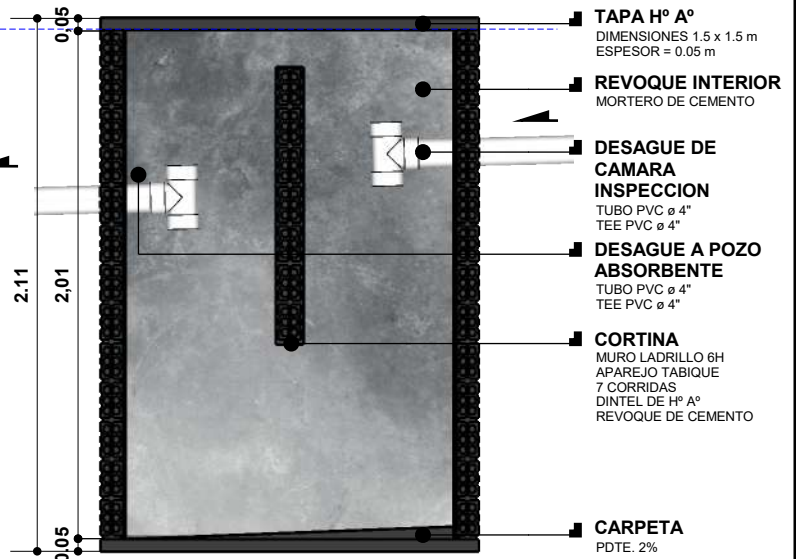 0,05
2.11
2,01
0.05
TAPA Hº Aº
DIMENSIONES 1.5 x 1.5 m
ESPESOR = 0.05 m
REVOQUE INTERIOR
MORTERO DE CEMENTO
DESAGUE DE
CAMARA
INSPECCION
TUBO PVC ø 4"
TEE PVC ø 4"
DESAGUE A POZO
ABSORBENTE
TUBO PVC ø 4"
TEE PVC ø 4"
CORTINA
MURO LADRILLO 6H
APAREJO TABIQUE
7 CORRIDAS
DINTEL DE Hº Aº
REVOQUE DE CEMENTO
CARPETA
PDTE. 2%